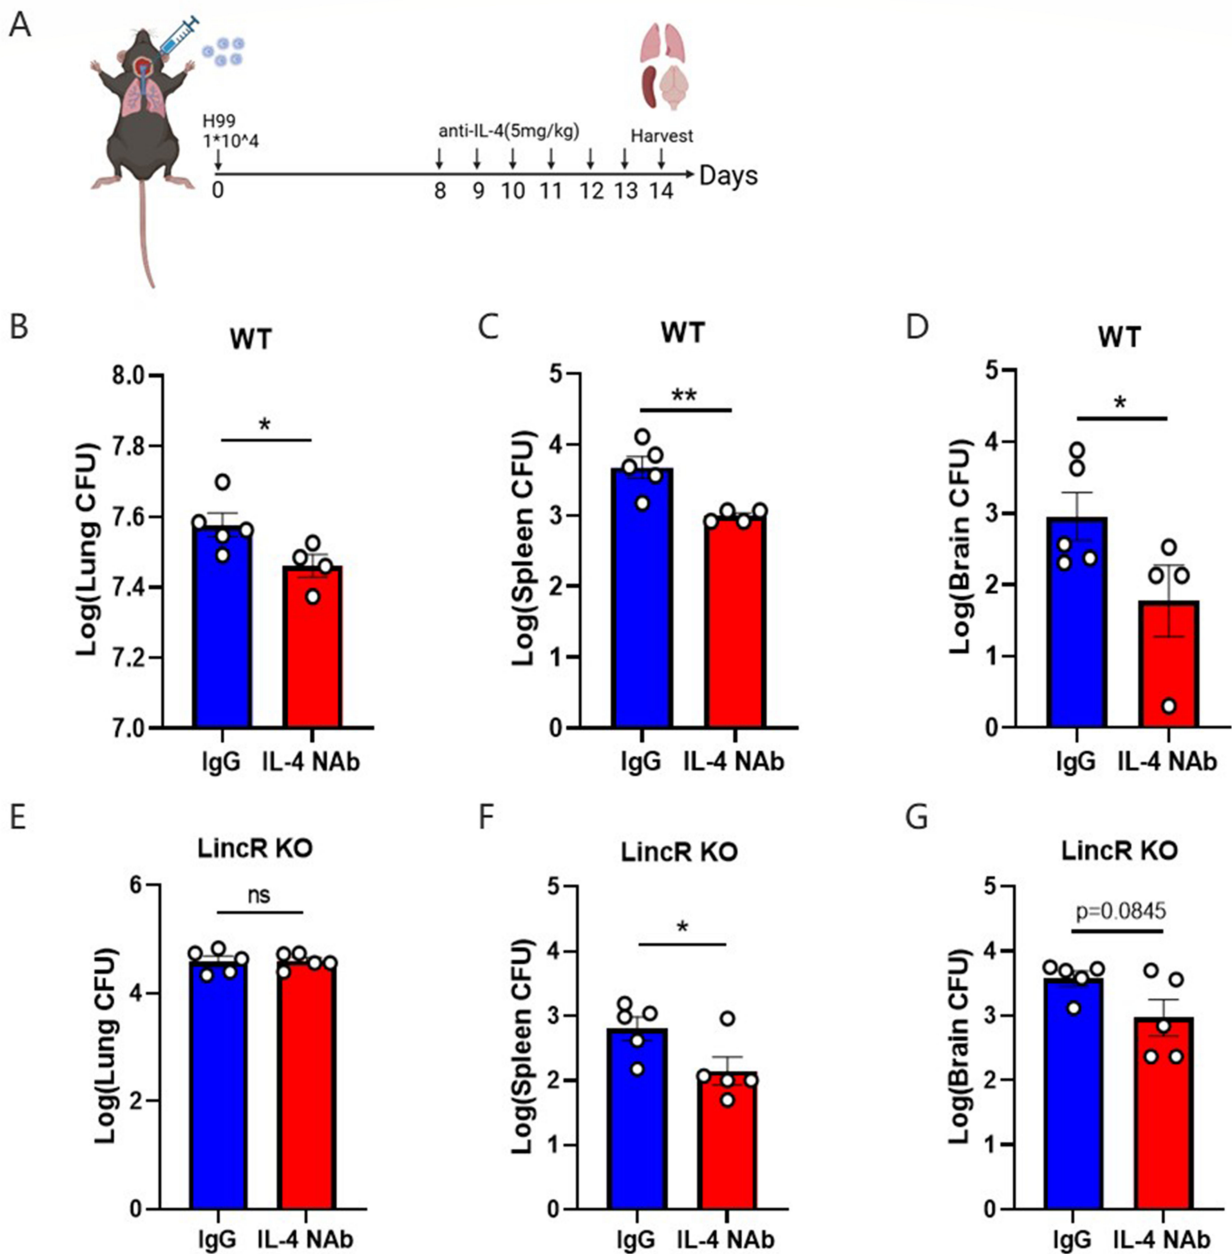 A
H99
1*10^4
anti-IL-4(5mg/kg)
Harvest
0
8 9 10 11 12 13 14
Days
B
WT
Log(Lung CFU)
8.0
7.8
7.6
7.4
7.2
7.0
*
IgG IL-4 NAb
C
WT
Log(Spleen CFU)
5
4
3
2
1
0
**
IgG IL-4 NAb
D
WT
Log(Brain CFU)
5
4
3
2
1
0
*
IgG IL-4 NAb
E
LincR KO
Log(Lung CFU)
6
4
2
0
ns
IgG IL-4 NAb
F
LincR KO
Log(Spleen CFU)
5
4
3
2
1
0
*
IgG IL-4 NAb
G
LincR KO
Log(Brain CFU)
5
4
3
2
1
0
p=0.0845
IgG IL-4 NAb